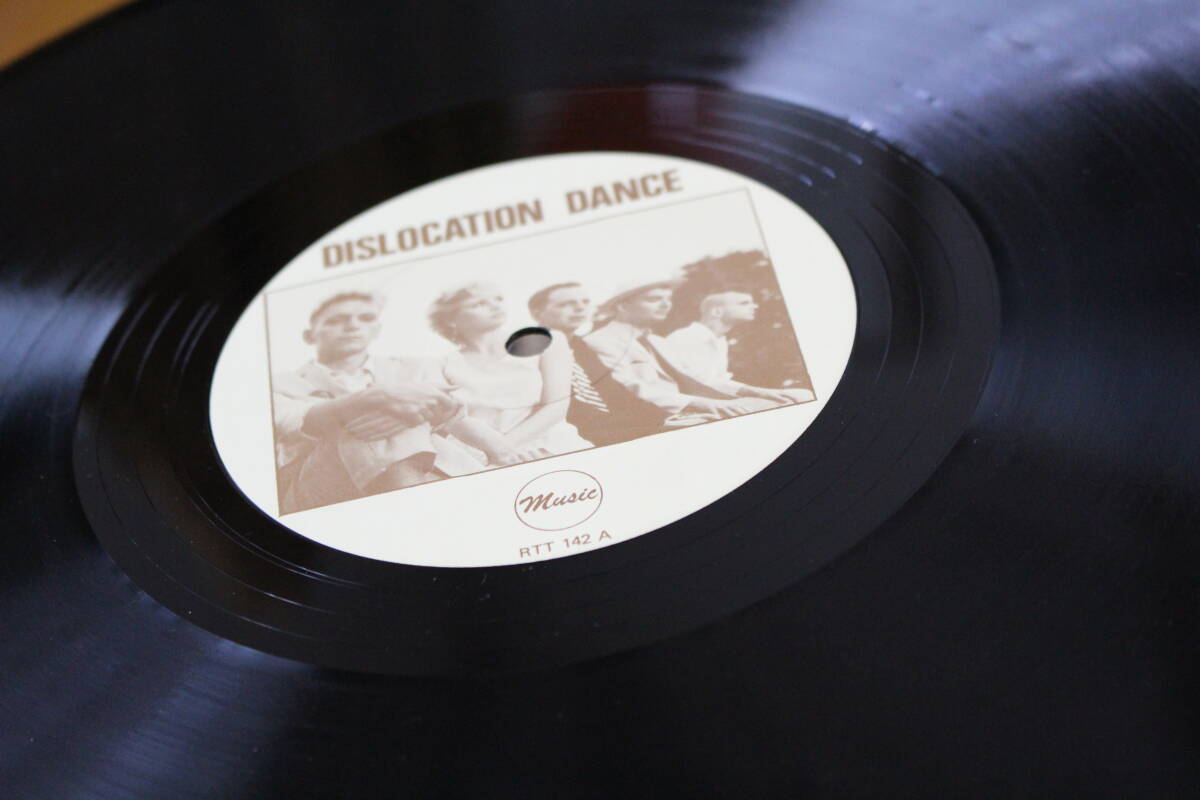 DISLOCATION DANCE
Music
RTT 142 A